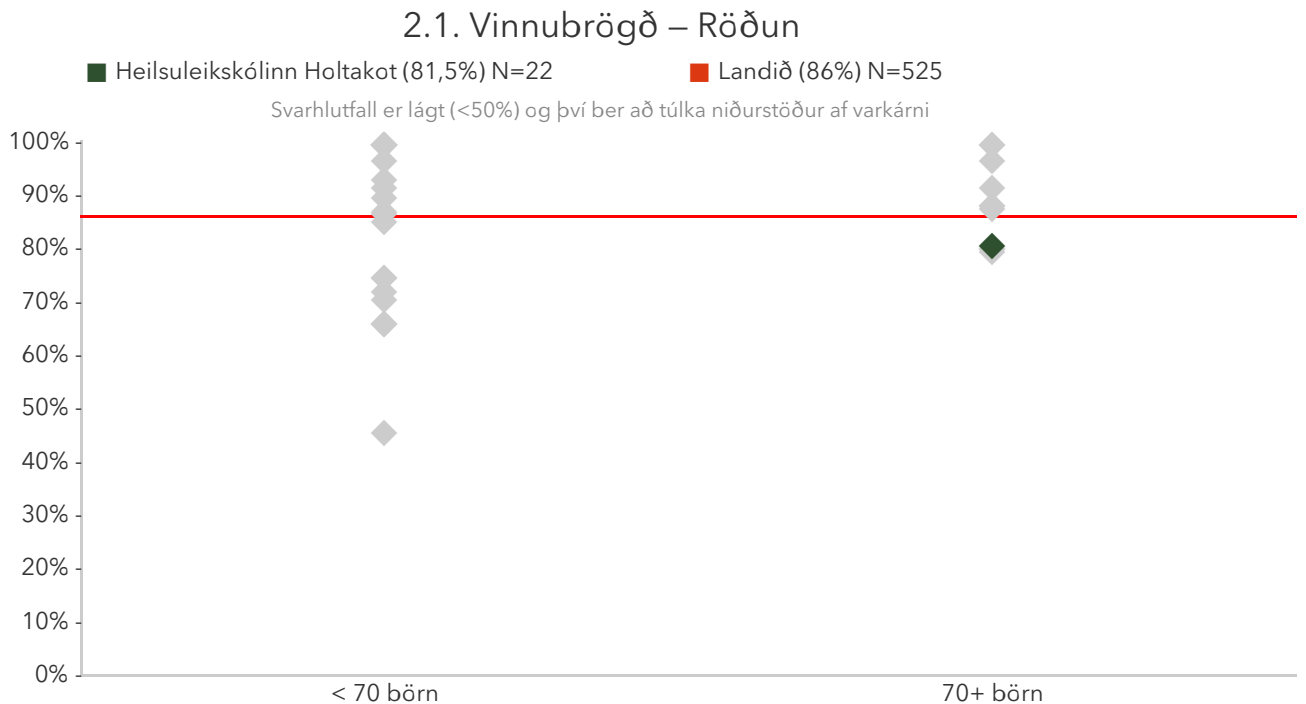 2.1. Vinnubrögð – Röðun
Heilsuleikskólinn Holtakot (81,5%) N=22
Landið (86%) N=525
Svarhlutfall er lágt (<50%) og því ber að túlka niðurstöður af varkárni
100%
90%
80%
70%
60%
50%
40%
30%
20%
10%
0%
< 70 börn
70+ börn